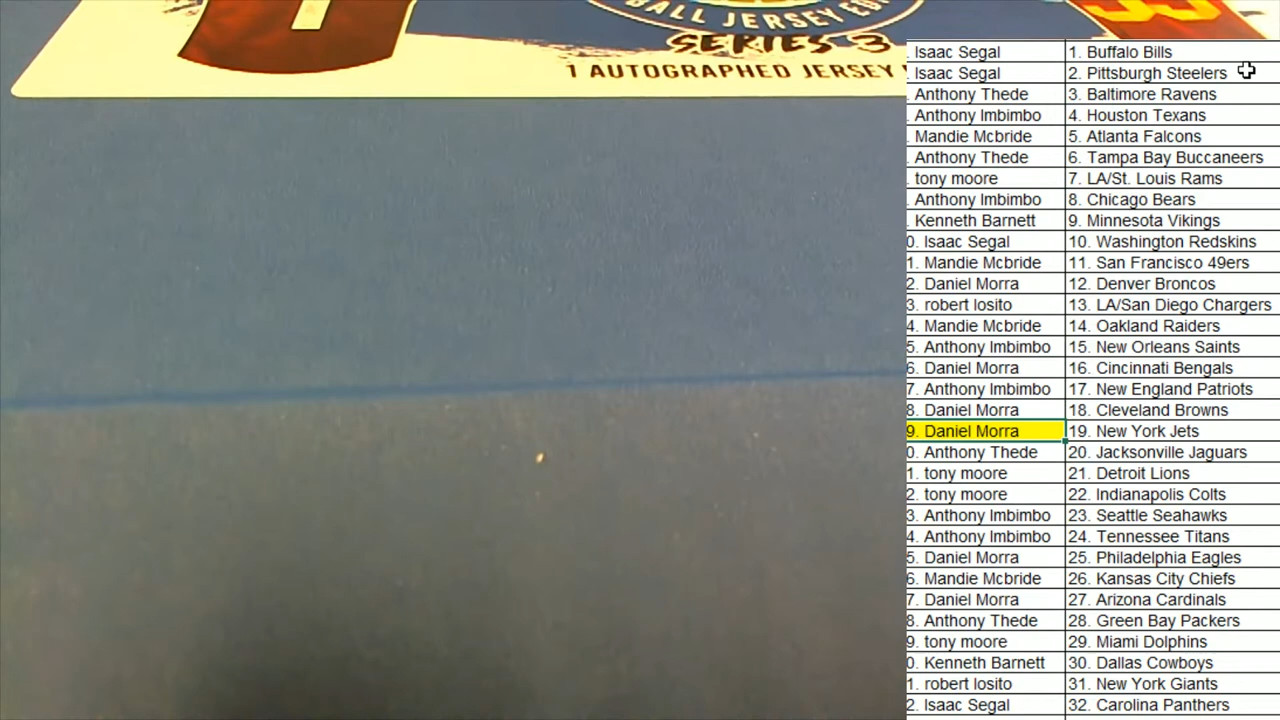 BALL JERSEY ED
SERIES 3
1 AUTOGRAPHED JERSEY
. Isaac Segal 1. Buffalo Bills
. Isaac Segal 2. Pittsburgh Steelers
. Anthony Thede 3. Baltimore Ravens
. Anthony Imbimbo 4. Houston Texans
. Mandie Mcbride 5. Atlanta Falcons
. Anthony Thede 6. Tampa Bay Buccaneers
. tony moore 7. LA/St. Louis Rams
. Anthony Imbimbo 8. Chicago Bears
. Kenneth Barnett 9. Minnesota Vikings
0. Isaac Segal 10. Washington Redskins
1. Mandie Mcbride 11. San Francisco 49ers
2. Daniel Morra 12. Denver Broncos
3. robert losito 13. LA/San Diego Chargers
4. Mandie Mcbride 14. Oakland Raiders
5. Anthony Imbimbo 15. New Orleans Saints
6. Daniel Morra 16. Cincinnati Bengals
7. Anthony Imbimbo 17. New England Patriots
8. Daniel Morra 18. Cleveland Browns
9. Daniel Morra 19. New York Jets
0. Anthony Thede 20. Jacksonville Jaguars
1. tony moore 21. Detroit Lions
2. tony moore 22. Indianapolis Colts
3. Anthony Imbimbo 23. Seattle Seahawks
4. Anthony Imbimbo 24. Tennessee Titans
5. Daniel Morra 25. Philadelphia Eagles
6. Mandie Mcbride 26. Kansas City Chiefs
7. Daniel Morra 27. Arizona Cardinals
8. Anthony Thede 28. Green Bay Packers
9. tony moore 29. Miami Dolphins
0. Kenneth Barnett 30. Dallas Cowboys
1. robert losito 31. New York Giants
2. Isaac Segal 32. Carolina Panthers